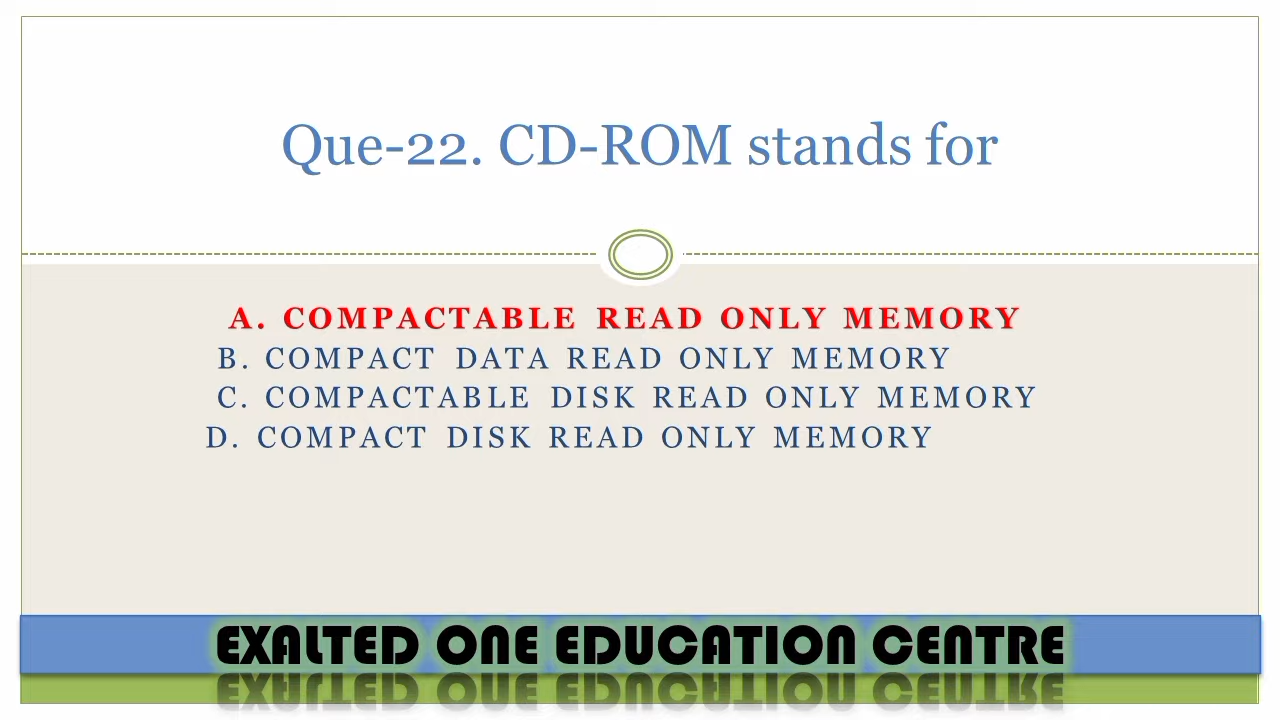 Que-22. CD-ROM stands for
A. COMPACTABLE READ ONLY MEMORY
B. COMPACT DATA READ ONLY MEMORY
C. COMPACTABLE DISK READ ONLY MEMORY
D. COMPACT DISK READ ONLY MEMORY
EXALTED ONE EDUCATION CENTRE